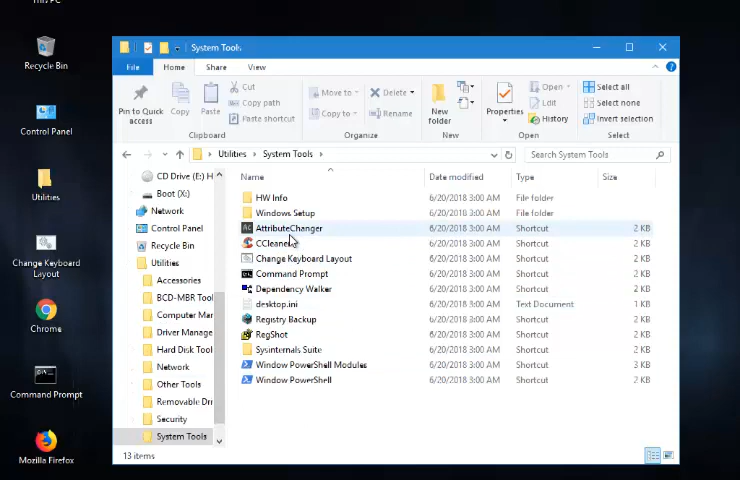 Recycle Bin
Control Panel
Utilities
Change Keyboard
Layout
Chrome
Command Prompt
Mozilla Firefox
System Tools
File
Home
Share
View
Pin to Quick
access
Copy
Paste
Cut
Copy path
Paste shortcut
Clipboard
Move to
Copy to
Delete
Rename
Organize
New
folder
New
Properties
Open
Edit
History
Open
Select all
Select none
Invert selection
Select
Utilities > System Tools >
Search System Tools
CD Drive (E:) H
Boot (X:)
Network
Control Panel
Recycle Bin
Utilities
Accessories
BCD-MBR Tool
Computer Mar
Driver Manage
Hard Disk Tool
Network
Other Tools
Removable Dri
Security
System Tools
Name Date modified Type Size
HW Info 6/20/2018 3:00 AM File folder
Windows Setup 6/20/2018 3:00 AM File folder
AttributeChanger 6/20/2018 3:00 AM Shortcut 2 KB
CCleaner 6/20/2018 3:00 AM Shortcut 2 KB
Change Keyboard Layout 6/20/2018 3:00 AM Shortcut 2 KB
Command Prompt 6/20/2018 3:00 AM Shortcut 2 KB
Dependency Walker 6/20/2018 3:00 AM Shortcut 2 KB
desktop.ini 6/20/2018 3:00 AM Text Document 1 KB
Registry Backup 6/20/2018 3:00 AM Shortcut 2 KB
RegShot 6/20/2018 3:00 AM Shortcut 2 KB
Sysinternals Suite 6/20/2018 3:00 AM Shortcut 2 KB
Windows PowerShell Modules 6/20/2018 3:00 AM Shortcut 2 KB
Window PowerShell 6/20/2018 3:00 AM Shortcut 2 KB
13 items